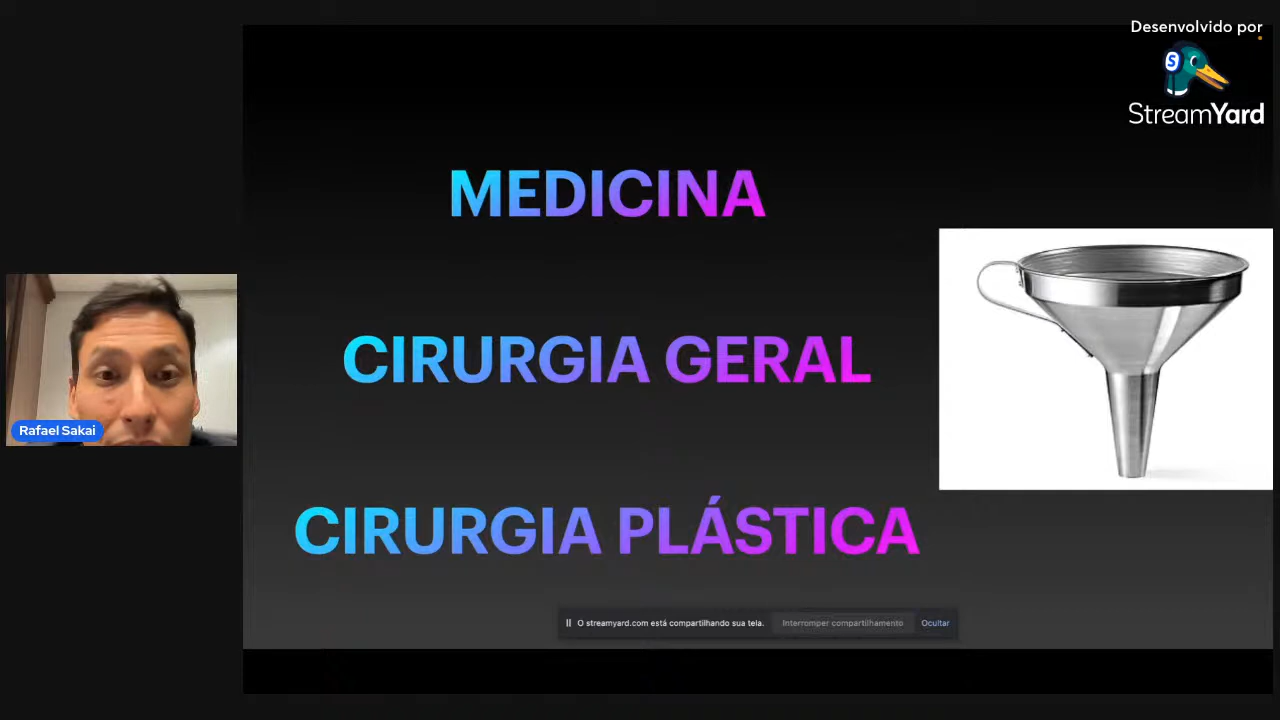 Desenvolvido por
S
StreamYard
MEDICINA
CIRURGIA GERAL
Rafael Sakai
CIRURGIA PLÁSTICA
O streamyard.com está compartilhando sua tela. Interromper compartilhamento Ocultar